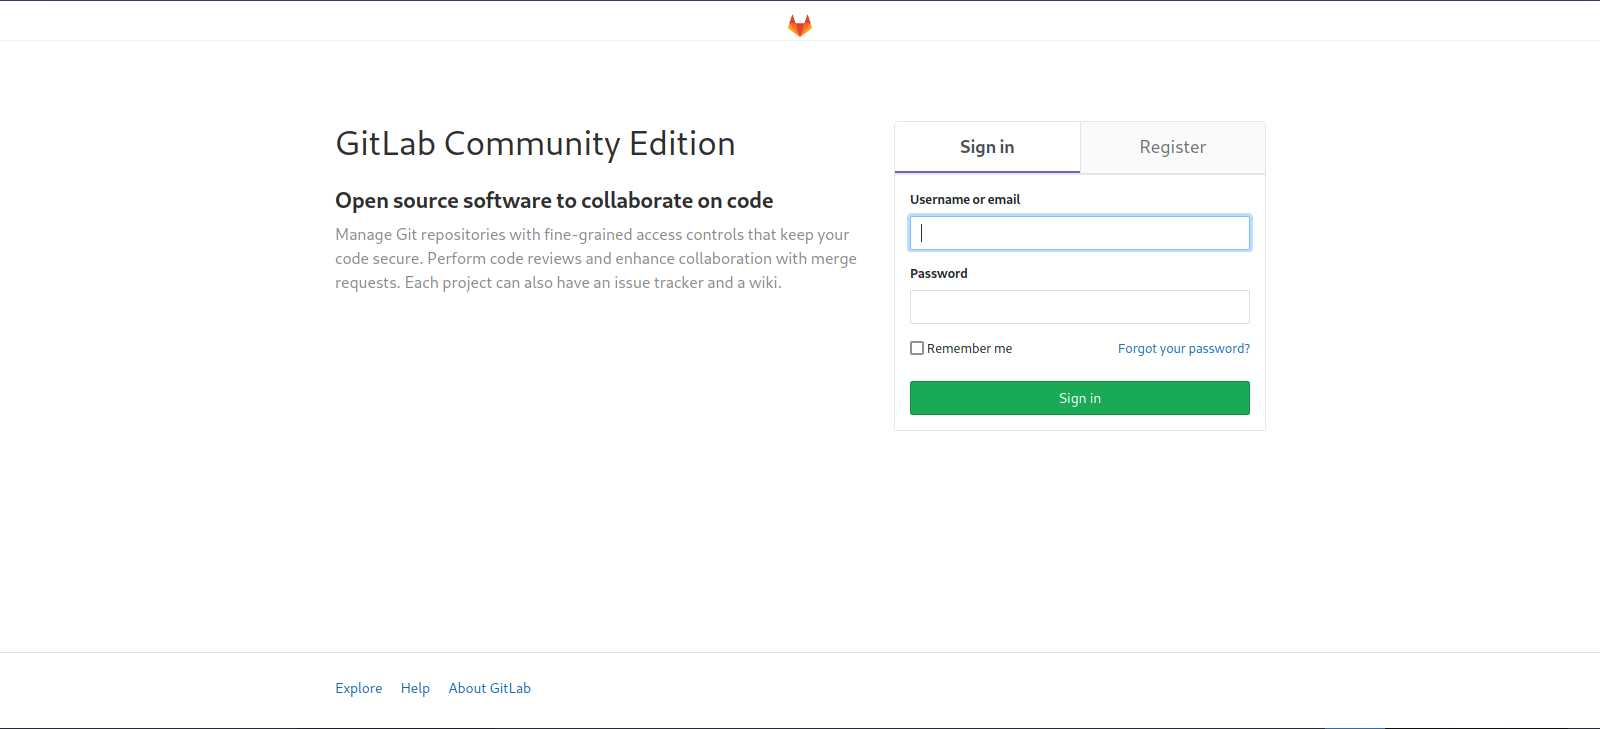 GitLab Community Edition
Open source software to collaborate on code
Manage Git repositories with fine-grained access controls that keep your
code secure. Perform code reviews and enhance collaboration with merge
requests. Each project can also have an issue tracker and a wiki.
Sign in
Register
Username or email
Password
Remember me
Forgot your password?
Sign in
Explore
Help
About GitLab